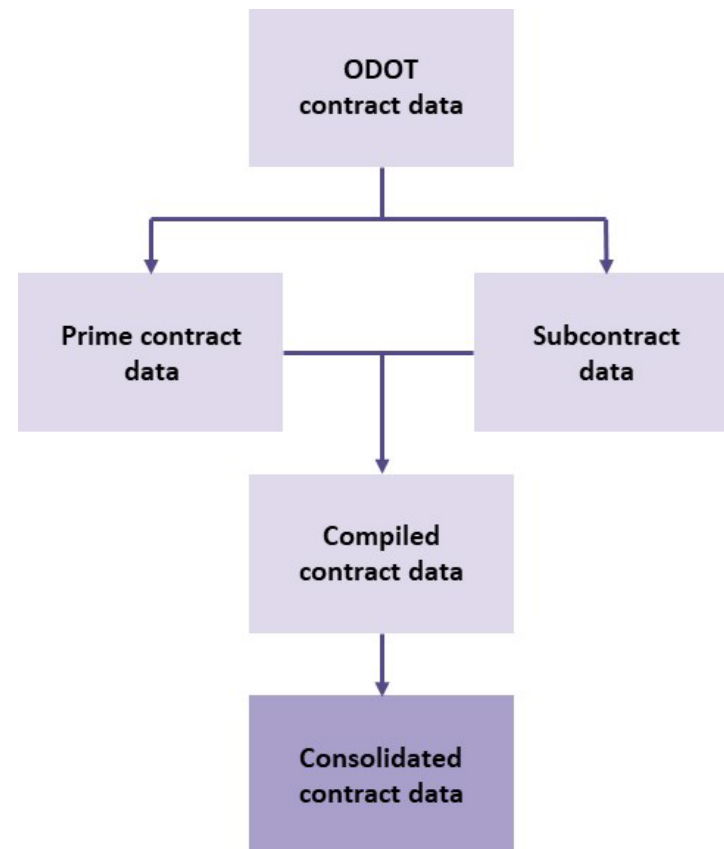 ODOT
contract data
Prime contract
data
Subcontract
data
Compiled
contract data
Consolidated
contract data